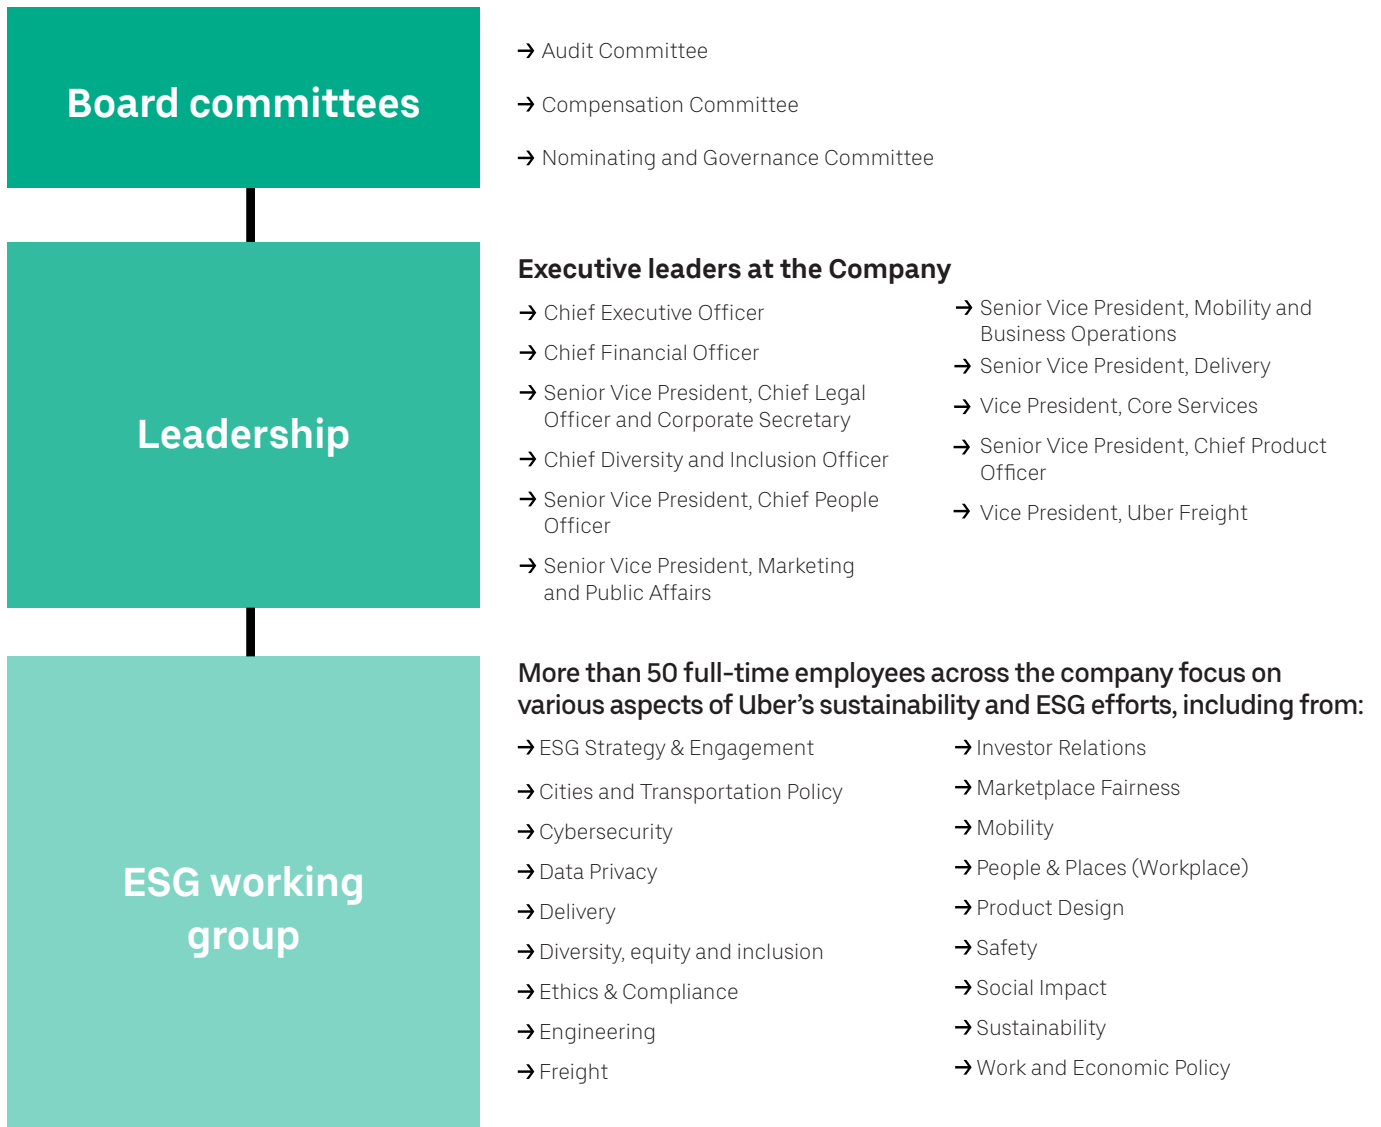 Board committees
→ Audit Committee
→ Compensation Committee
→ Nominating and Governance Committee
Leadership
Executive leaders at the Company
→ Chief Executive Officer
→ Chief Financial Officer
→ Senior Vice President, Chief Legal
Officer and Corporate Secretary
→ Chief Diversity and Inclusion Officer
→ Senior Vice President, Chief People
Officer
→ Senior Vice President, Marketing
and Public Affairs
→ Senior Vice President, Mobility and
Business Operations
→ Senior Vice President, Delivery
→ Vice President, Core Services
→ Senior Vice President, Chief Product
Officer
→ Vice President, Uber Freight
ESG working
group
More than 50 full-time employees across the company focus on
various aspects of Uber’s sustainability and ESG efforts, including from:
→ ESG Strategy & Engagement
→ Cities and Transportation Policy
→ Cybersecurity
→ Data Privacy
→ Delivery
→ Diversity, equity and inclusion
→ Ethics & Compliance
→ Engineering
→ Freight
→ Investor Relations
→ Marketplace Fairness
→ Mobility
→ People & Places (Workplace)
→ Product Design
→ Safety
→ Social Impact
→ Sustainability
→ Work and Economic Policy